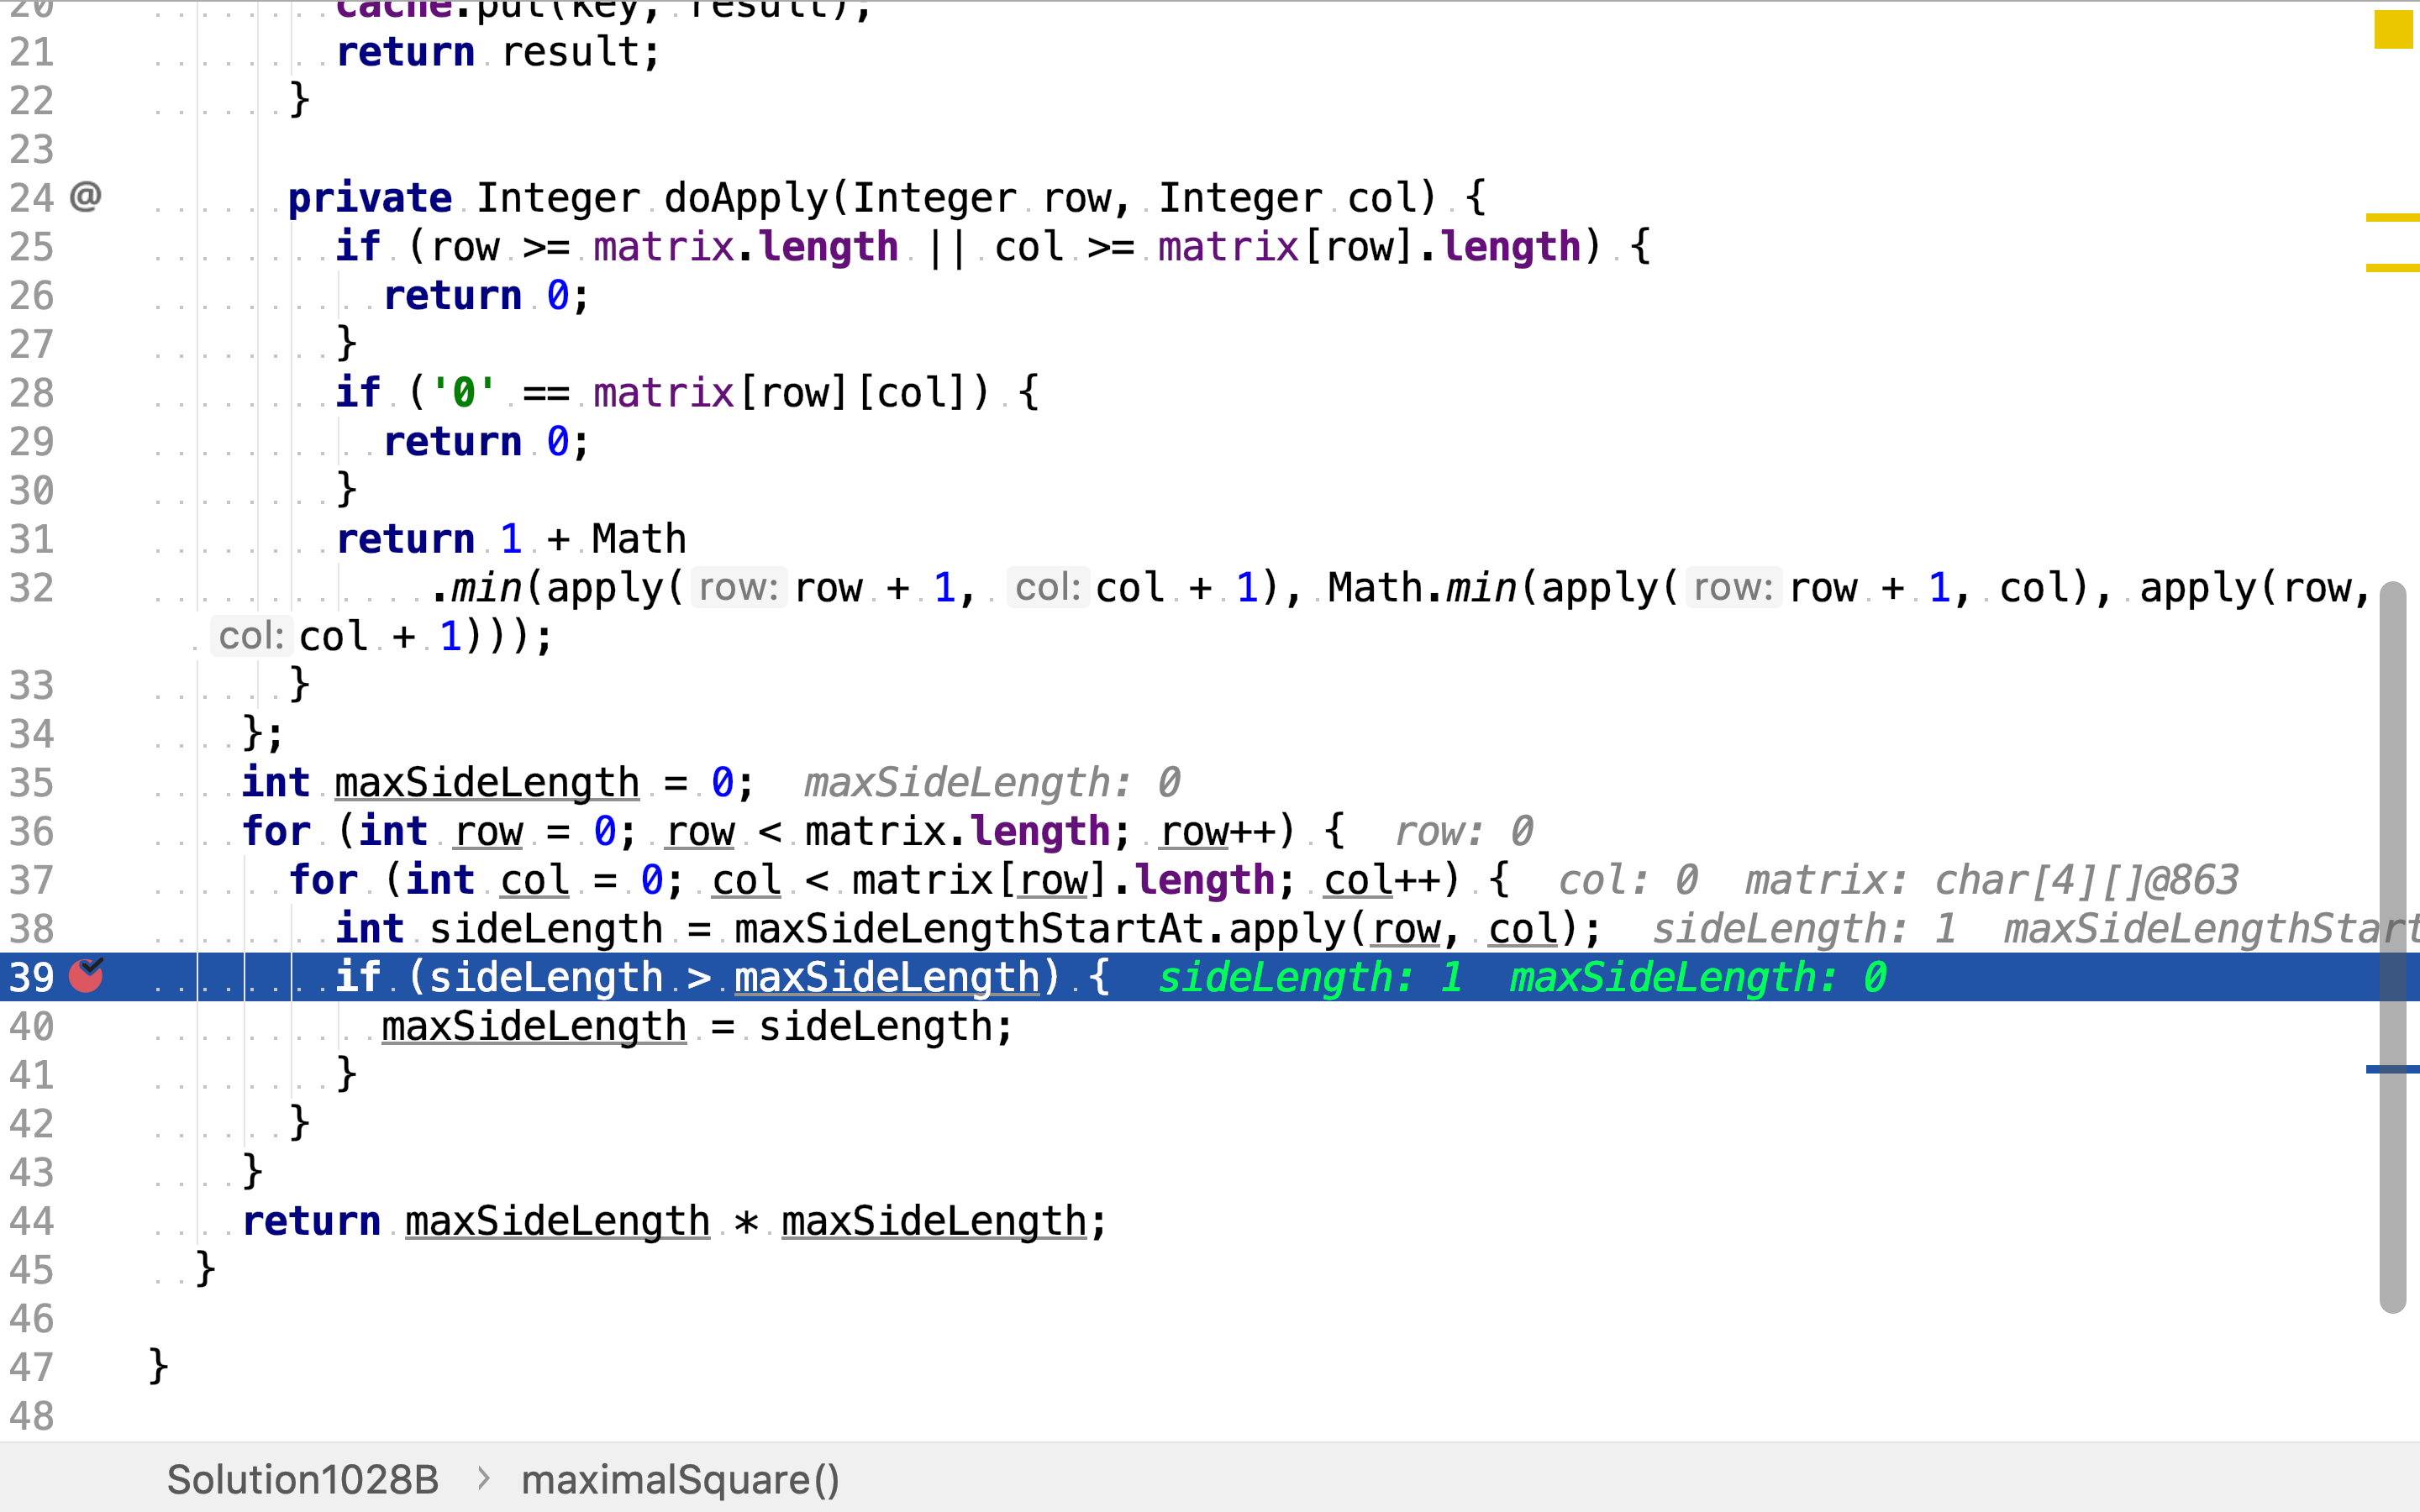 20 cache.put(key, result);
21 return result;
22 }
23
24 @ private Integer doApply(Integer row, Integer col) {
25 if (row >= matrix.length || col >= matrix[row].length) {
26 return 0;
27 }
28 if ('0' == matrix[row][col]) {
29 return 0;
30 }
31 return 1 + Math
32 .min(apply( row: row + 1, col: col + 1), Math.min(apply( row: row + 1, col), apply(row,
col: col + 1)));
33 }
34 };
35 int maxSideLength = 0; maxSideLength: 0
36 for (int row = 0; row < matrix.length; row++) { row: 0
37 for (int col = 0; col < matrix[row].length; col++) { col: 0 matrix: char[4][]@863
38 int sideLength = maxSideLengthStartAt.apply(row, col); sideLength: 1 maxSideLengthStart
39 if (sideLength > maxSideLength) { sideLength: 1 maxSideLength: 0
40 maxSideLength = sideLength;
41 }
42 }
43 }
44 return maxSideLength * maxSideLength;
45 }
46
47 }
48
Solution1028B > maximalSquare()